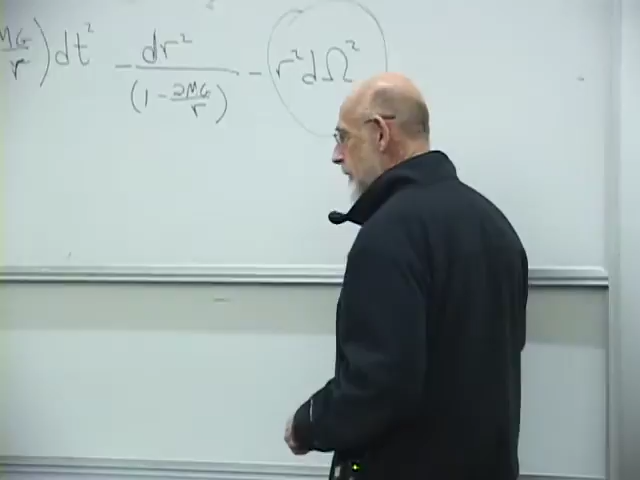 MG/r) dt² - dr²/(1 - 2MG/r) - r²dΩ²